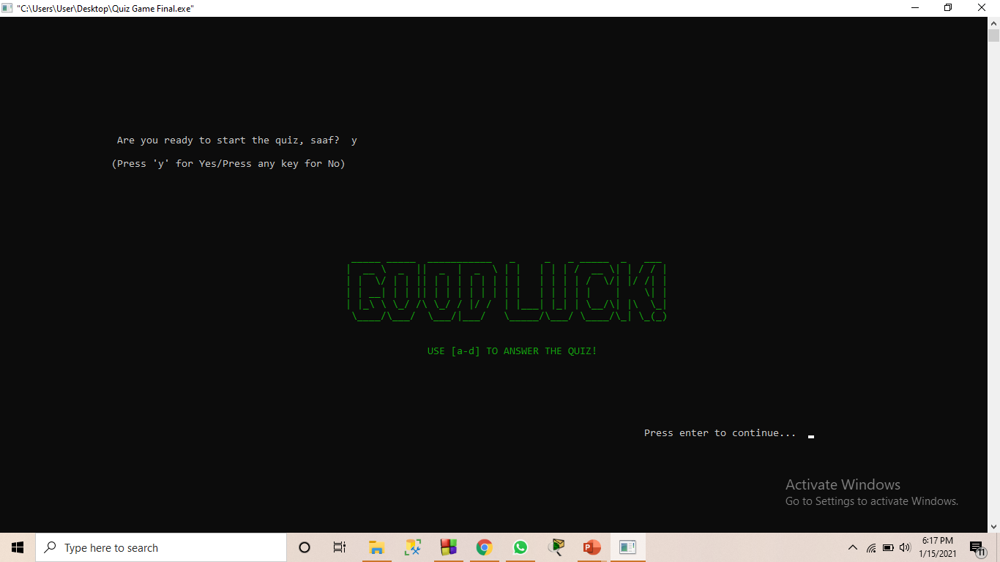 "C:\Users\User\Desktop\Quiz Game Final.exe"
Are you ready to start the quiz, saaf?  y
(Press 'y' for Yes/Press any key for No)
GOOD LUCK!
USE [a-d] TO ANSWER THE QUIZ!
Press enter to continue...
Activate Windows
Go to Settings to activate Windows.
Type here to search
6:17 PM
1/15/2021
11